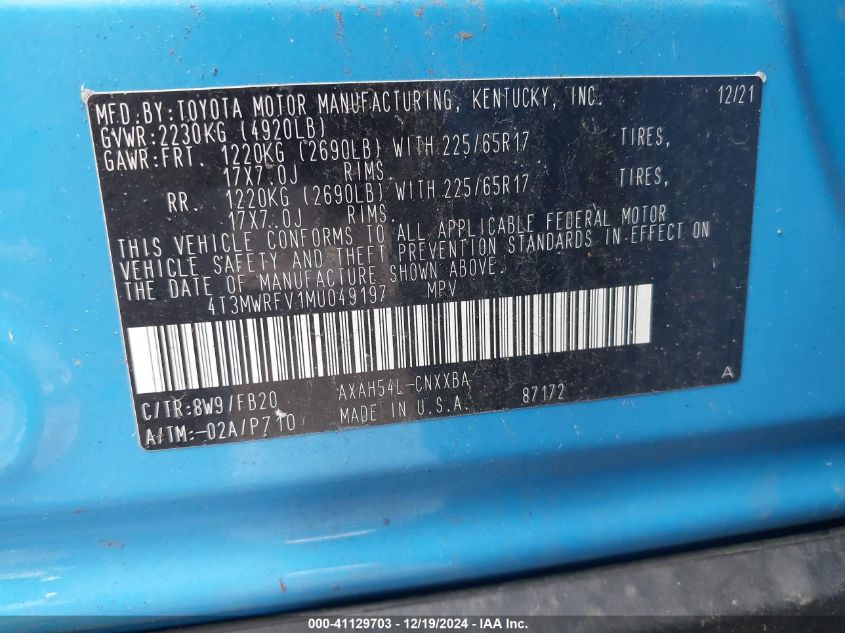 MFD.BY:TOYOTA MOTOR MANUFACTURING, KENTUCKY, INC. 12/21
GVWR:2230KG (4920LB)
GAWR:FRT. 1220KG (2690LB) WITH 225/65R17 TIRES,
17X7.0J RIMS.
RR. 1220KG (2690LB) WITH 225/65R17 TIRES,
17X7.0J RIMS.
THIS VEHICLE CONFORMS TO ALL APPLICABLE FEDERAL MOTOR
VEHICLE SAFETY AND THEFT PREVENTION STANDARDS IN EFFECT ON
THE DATE OF MANUFACTURE SHOWN ABOVE.
4T3MWRFV1MU049197 MPV
C/TR:8W9/FB20 AXAH54L-CNXXBA A
A/TM:-02A/P710 MADE IN U.S.A. 87172
000-41129703 - 12/19/2024 - IAA Inc.